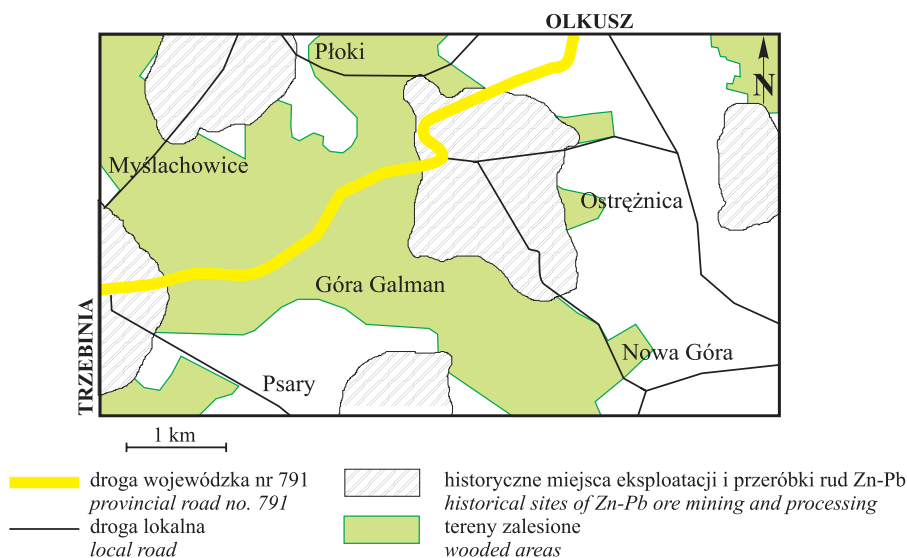 OLKUSZ
Płoki
N
Myślachowice
Ostrężnica
Góra Galman
TRZEBINIA
Nowa Góra
Psary
1 km
droga wojewódzka nr 791
provincial road no. 791
droga lokalna
local road
historyczne miejsca eksploatacji i przeróbki rud Zn-Pb
historical sites of Zn-Pb ore mining and processing
tereny zalesione
wooded areas